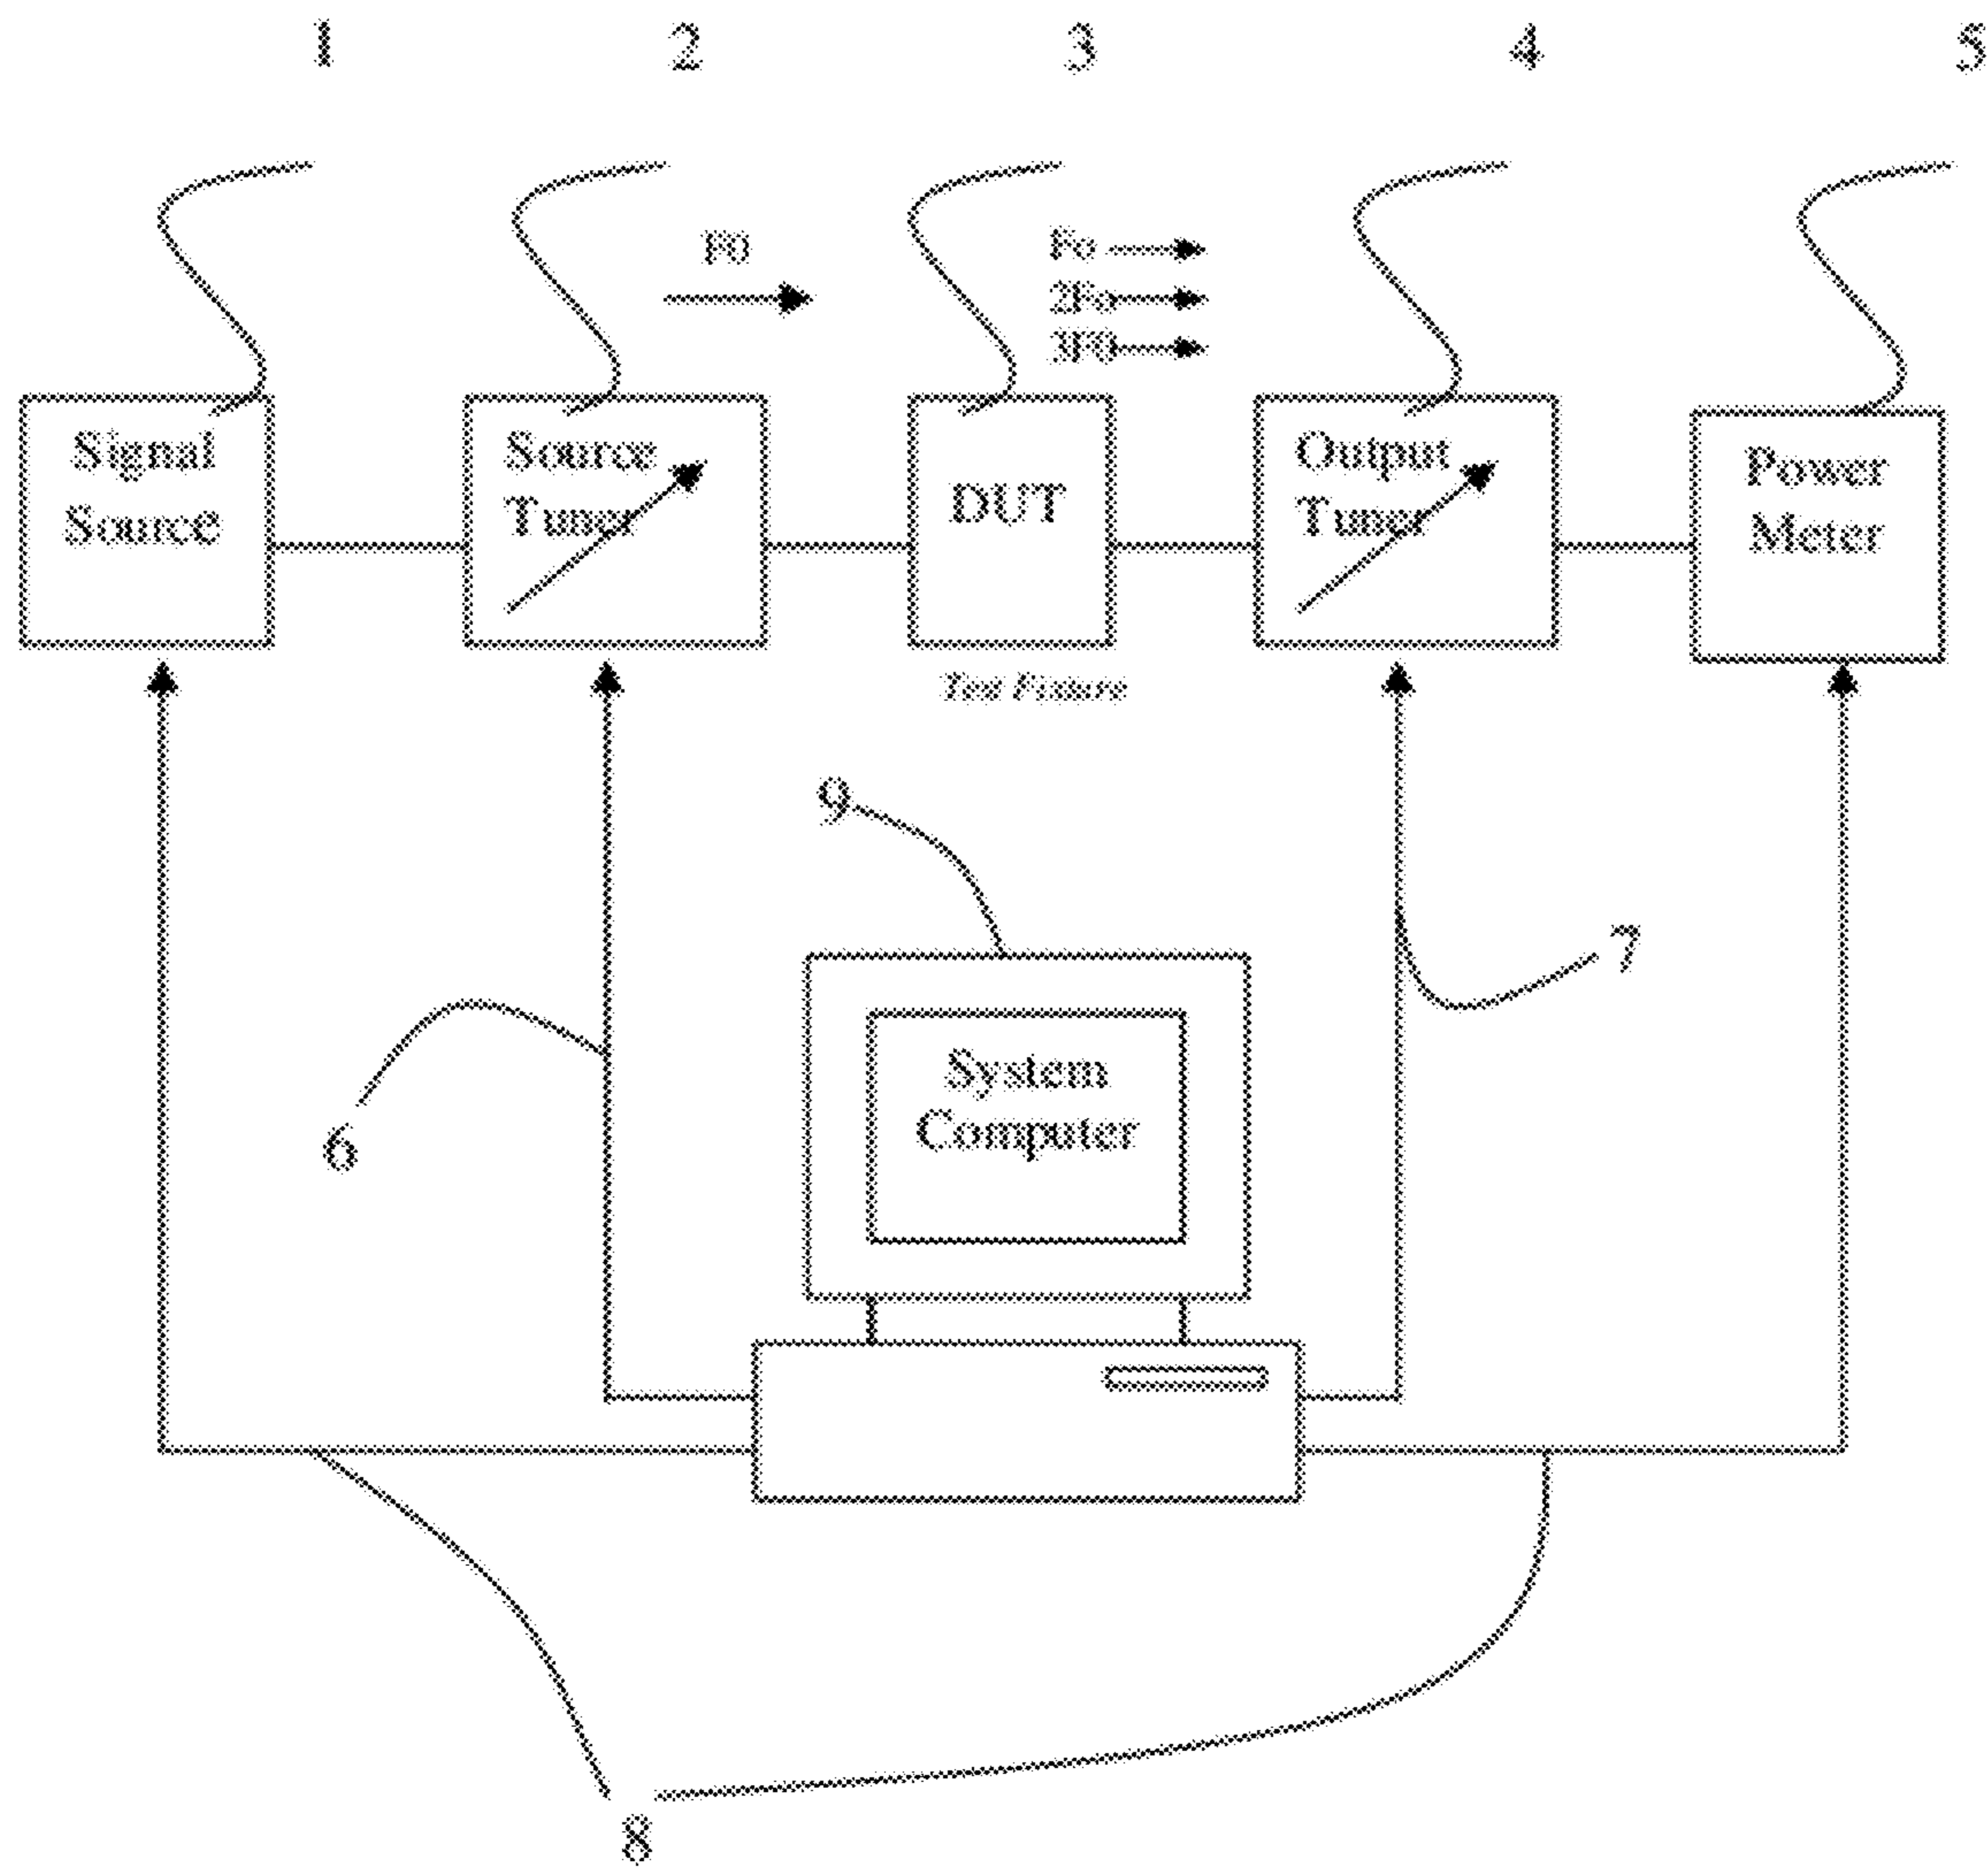 1 2 3 4 5
F0
Fo
2Fo
3F0
Signal
Source
Source
Tuner
DUT
Output
Tuner
Power
Meter
Test Fixture
9
7
System
Computer
6
8